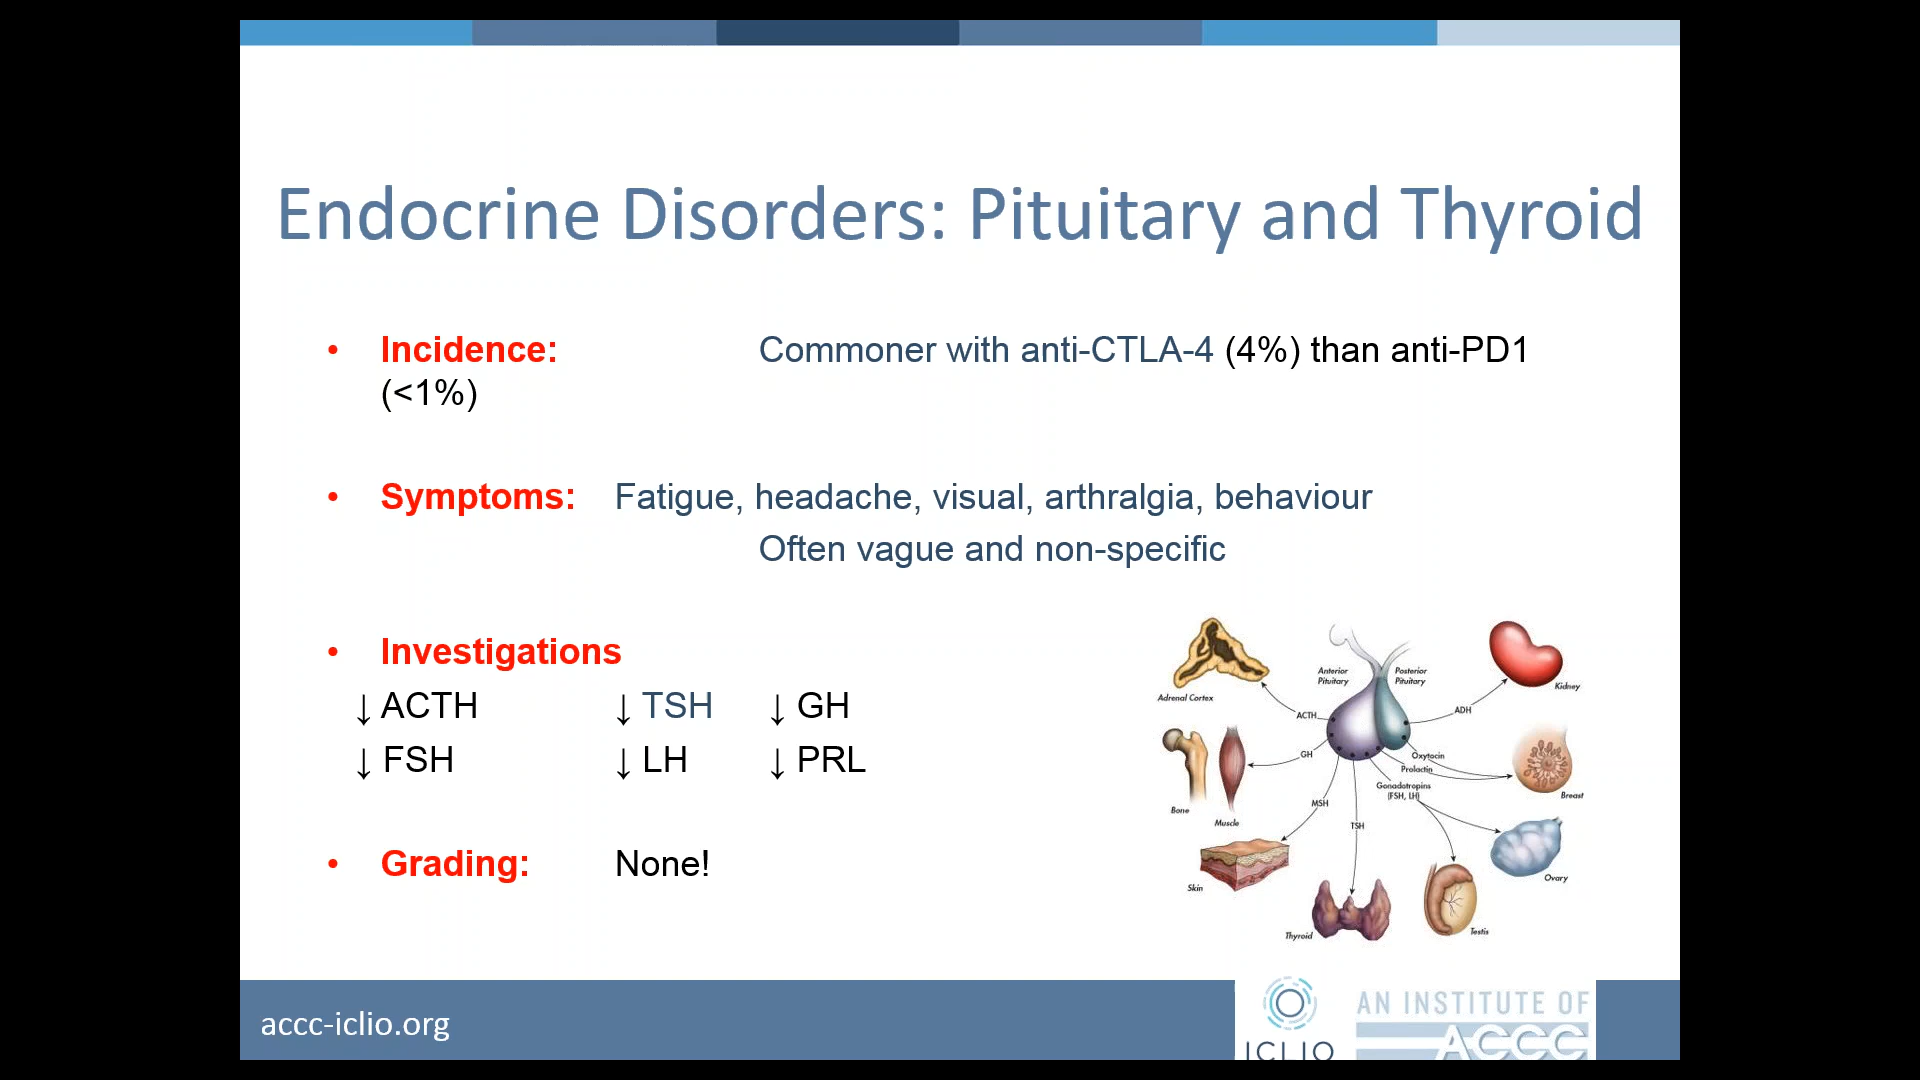 Endocrine Disorders: Pituitary and Thyroid
• Incidence: Commoner with anti-CTLA-4 (4%) than anti-PD1
(<1%)
• Symptoms: Fatigue, headache, visual, arthralgia, behaviour
Often vague and non-specific
• Investigations
↓ ACTH ↓ TSH ↓ GH
↓ FSH ↓ LH ↓ PRL
• Grading: None!
Anterior
Pituitary
Posterior
Pituitary
Adrenal Cortex
Kidney
ACTH
ADH
GH
Oxytocin
Prolactin
Gonadotropins
(FSH, LH)
Bone
Muscle
Breast
MSH
TSH
Skin
Ovary
Thyroid
Testis
accc-iclio.org
ICLIO
AN INSTITUTE OF
ACCC